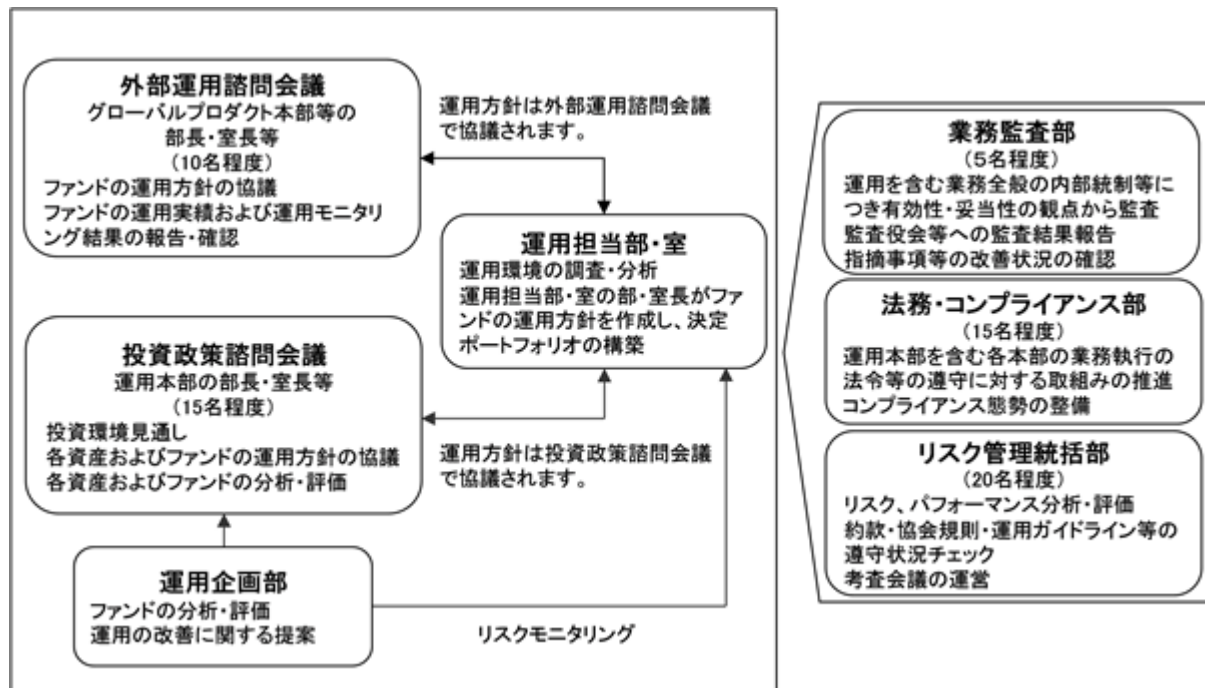 外部運用諮問会議
グローバルプロダクト本部等の
部長・室長等
(10名程度)
ファンドの運用方針の協議
ファンドの運用実績および運用モニタリ
ング結果の報告・確認
運用方針は外部運用諮問会議
で協議されます。
運用担当部・室
運用環境の調査・分析
運用担当部・室の部・室長がファ
ンドの運用方針を作成し、決定
ポートフォリオの構築
投資政策諮問会議
運用本部の部長・室長等
(15名程度)
投資環境見通し
各資産およびファンドの運用方針の協議
各資産およびファンドの分析・評価
運用方針は投資政策諮問会議
で協議されます。
運用企画部
ファンドの分析・評価
運用の改善に関する提案
リスクモニタリング
業務監査部
(5名程度)
運用を含む業務全般の内部統制等に
つき有効性・妥当性の観点から監査
監査役会等への監査結果報告
指摘事項等の改善状況の確認
法務・コンプライアンス部
(15名程度)
運用本部を含む各本部の業務執行の
法令等の遵守に対する取組みの推進
コンプライアンス態勢の整備
リスク管理統括部
(20名程度)
リスク、パフォーマンス分析・評価
約款・協会規則・運用ガイドライン等の
遵守状況チェック
考査会議の運営